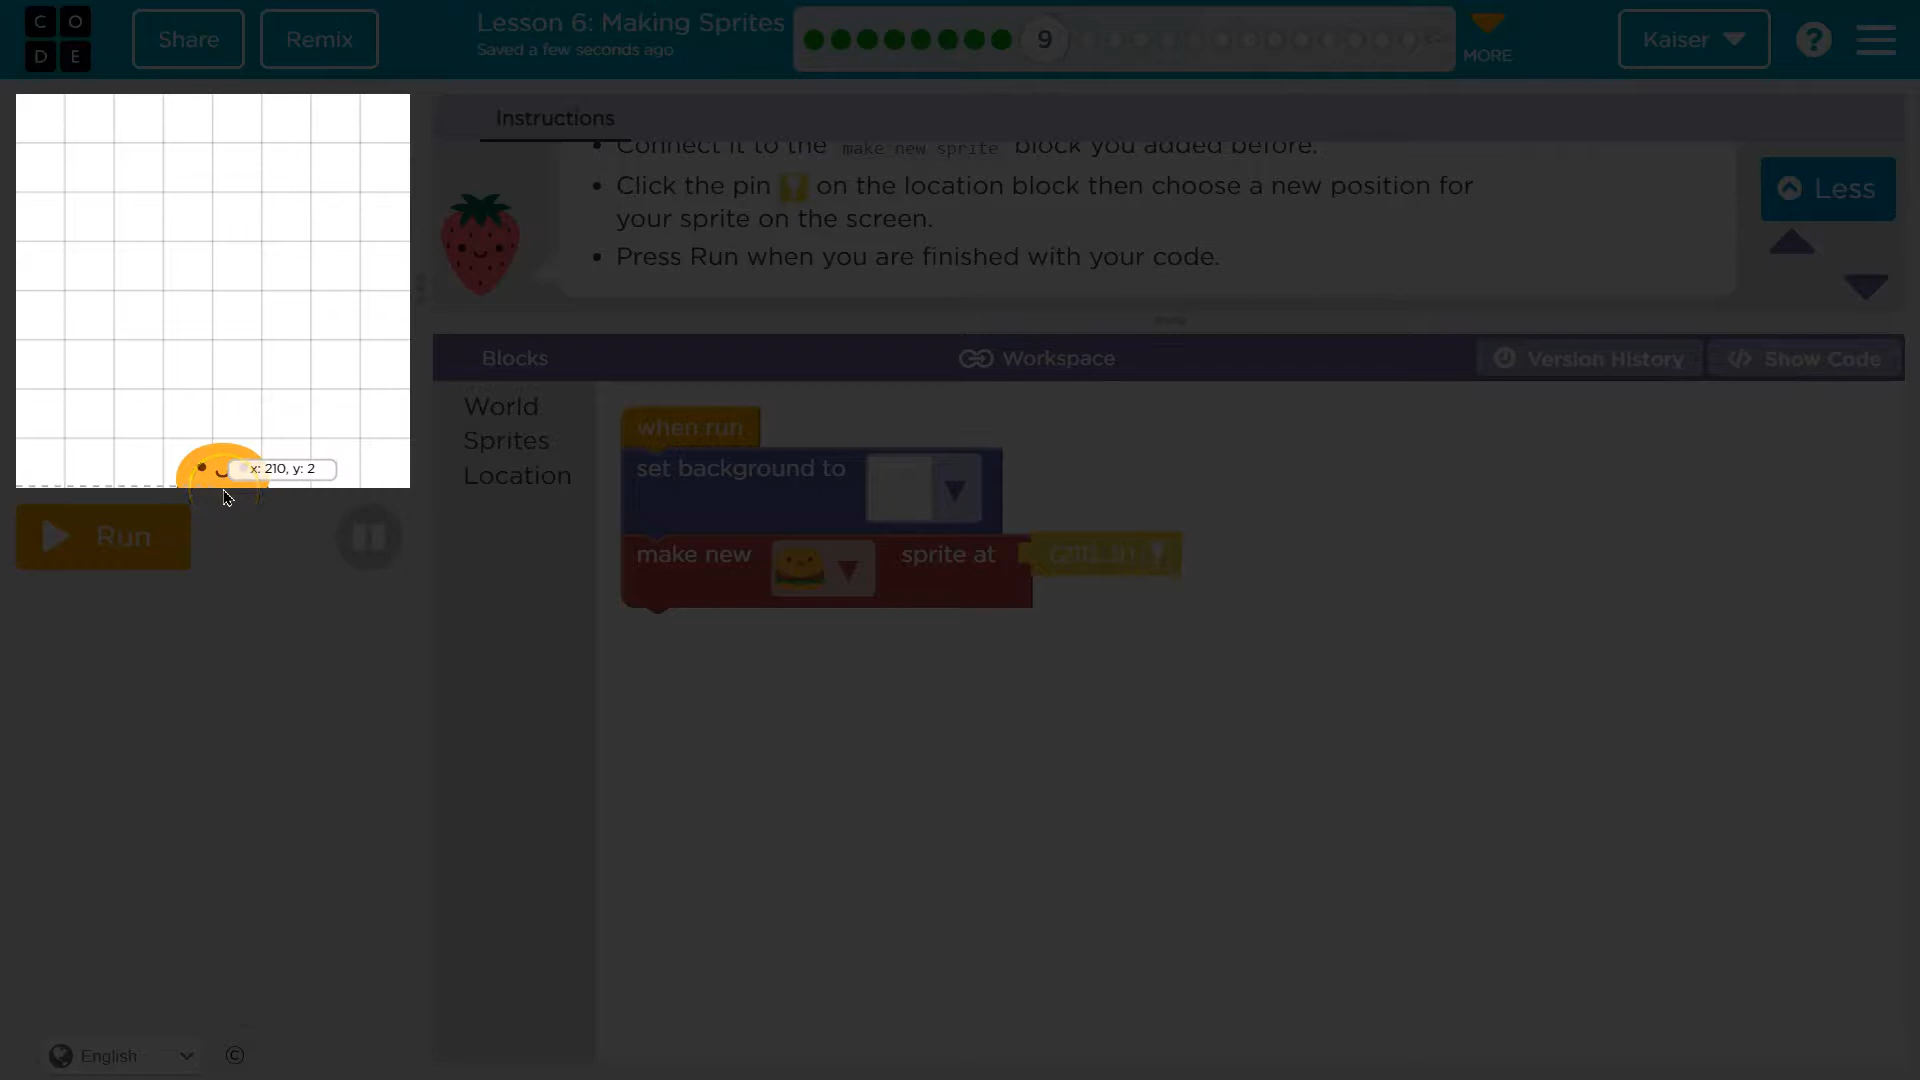 C O
D E
Share
Remix
Lesson 6: Making Sprites
Saved a few seconds ago
9
MORE
Kaiser
?
Instructions
Connect it to the make new sprite block you added before.
Click the pin on the location block then choose a new position for
your sprite on the screen.
Press Run when you are finished with your code.
Less
x: 210, y: 2
Run
Blocks
Workspace
Version History
Show Code
World
Sprites
Location
when run
set background to
make new sprite at
English
©